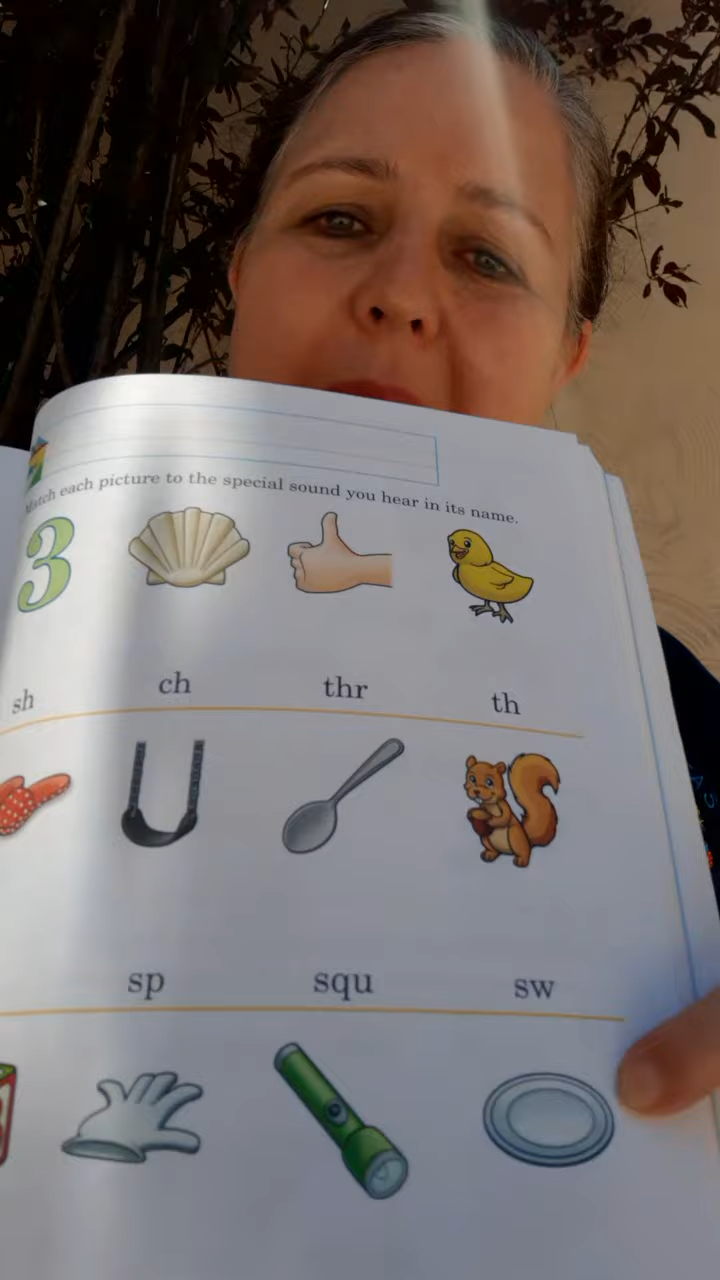 Match each picture to the special sound you hear in its name.
3
sh ch thr th
sp squ sw